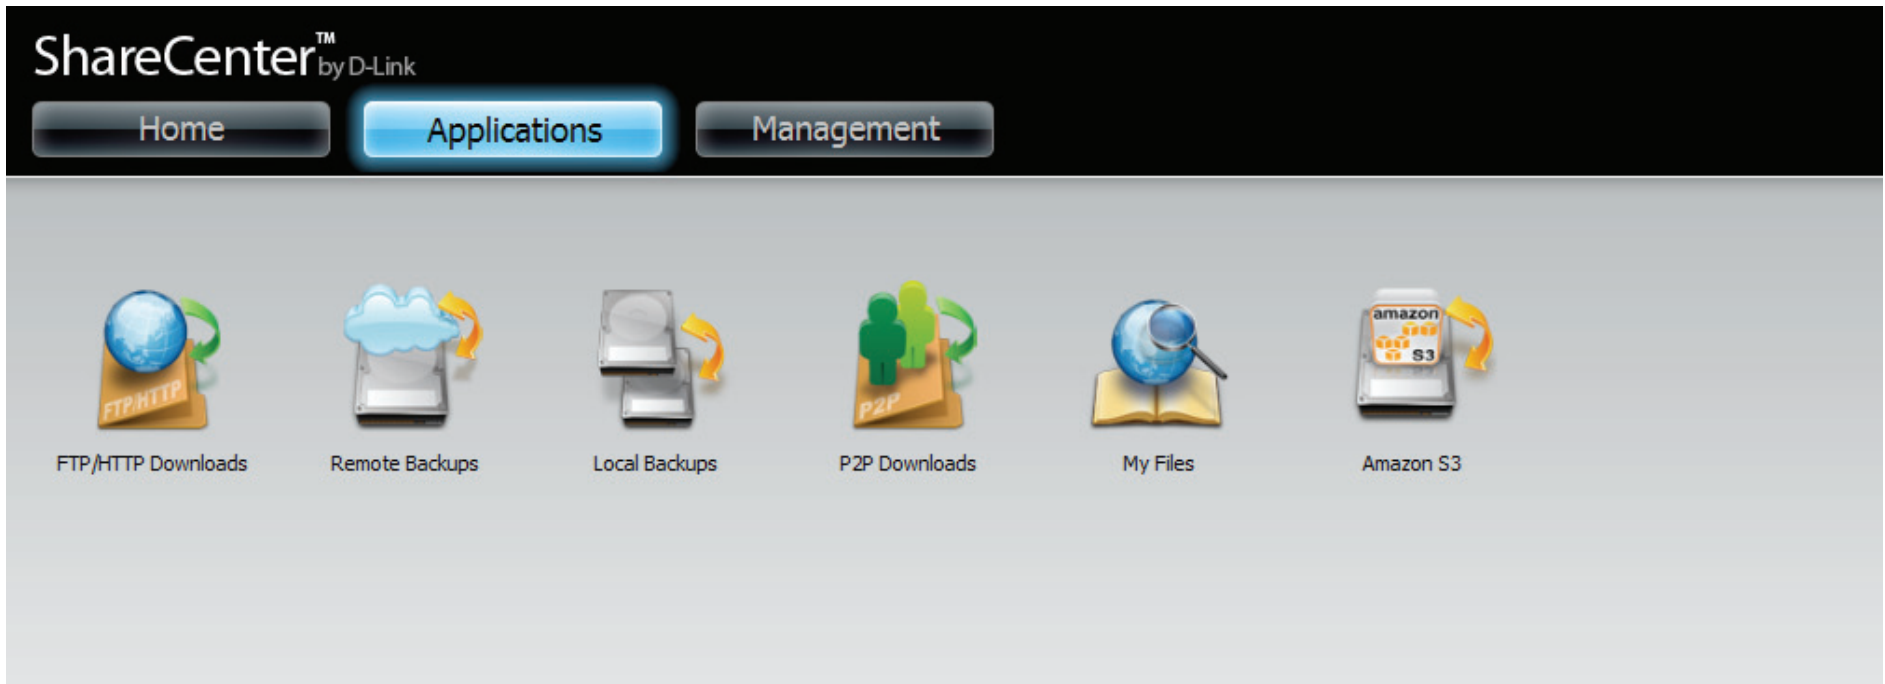 ShareCenter™ by D-Link
Home Applications Management
FTP/HTTP
P2P
amazon
S3
FTP/HTTP Downloads Remote Backups Local Backups P2P Downloads My Files Amazon S3